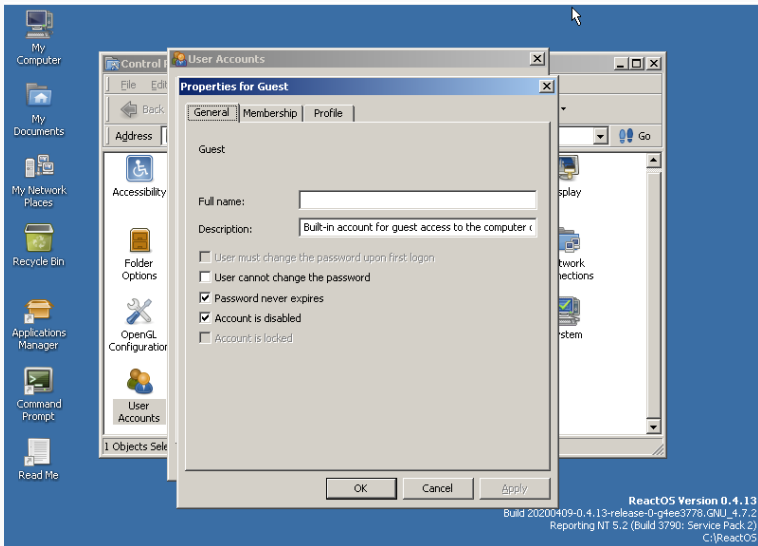 My
Computer
My
Documents
My Network
Places
Recycle Bin
Applications
Manager
Command
Prompt
Read Me
Control
User Accounts
File Edit
Back
Address
Go
Accessibility
Folder
Options
OpenGL
Configuration
User
Accounts
1 Objects Sele
splay
twork
nections
stem
Properties for Guest
General
Membership
Profile
Guest
Full name:
Description:
Built-in account for guest access to the computer
User must change the password upon first logon
User cannot change the password
Password never expires
Account is disabled
Account is locked
OK
Cancel
Apply
ReactOS Version 0.4.13
Build 20200409-0.4.13-release-0-g4ee3778.GNU_4.7.2
Reporting NT 5.2 (Build 3790: Service Pack 2)
C:\ReactOS